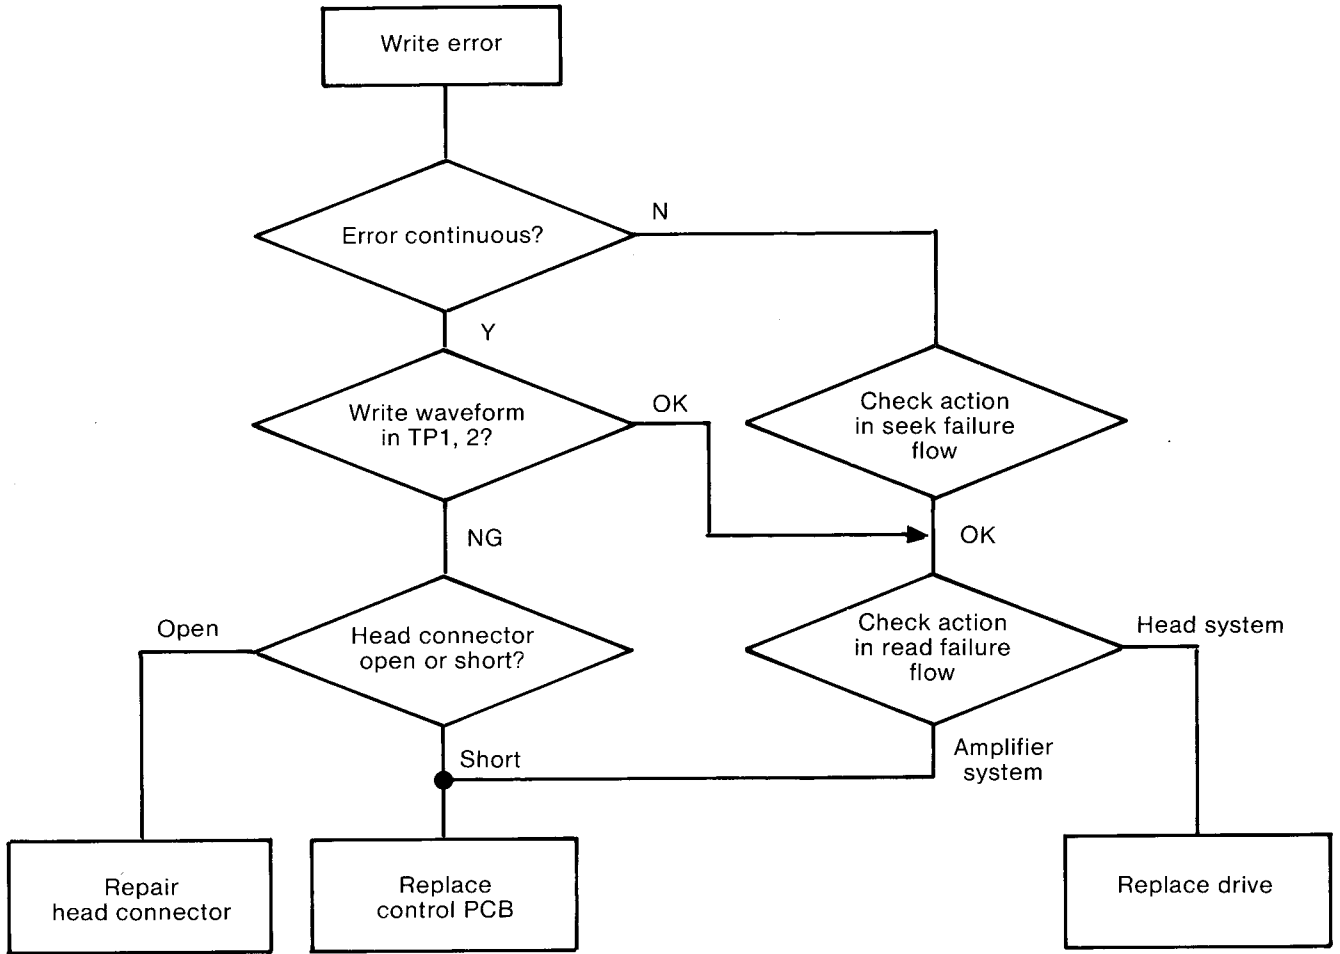 Write error
N
Error continuous?
Y
Write waveform
in TP1, 2?
OK
Check action
in seek failure
flow
NG
OK
Open
Head connector
open or short?
Check action
in read failure
flow
Head system
Short
Amplifier
system
Repair
head connector
Replace
control PCB
Replace drive